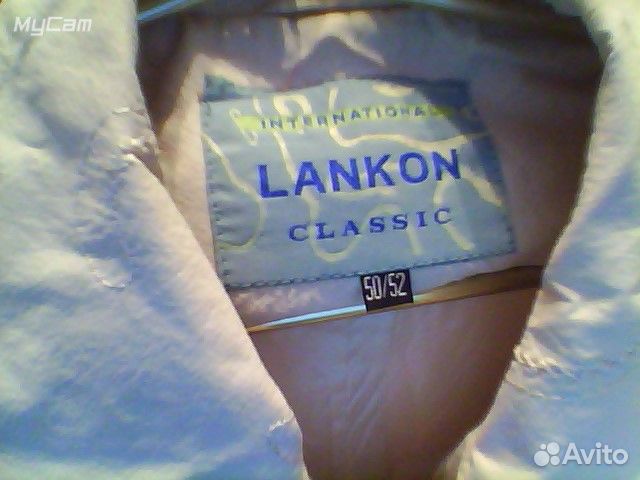 MyCam
INTERNATIONAL
LANKON
CLASSIC
50/52
Avito